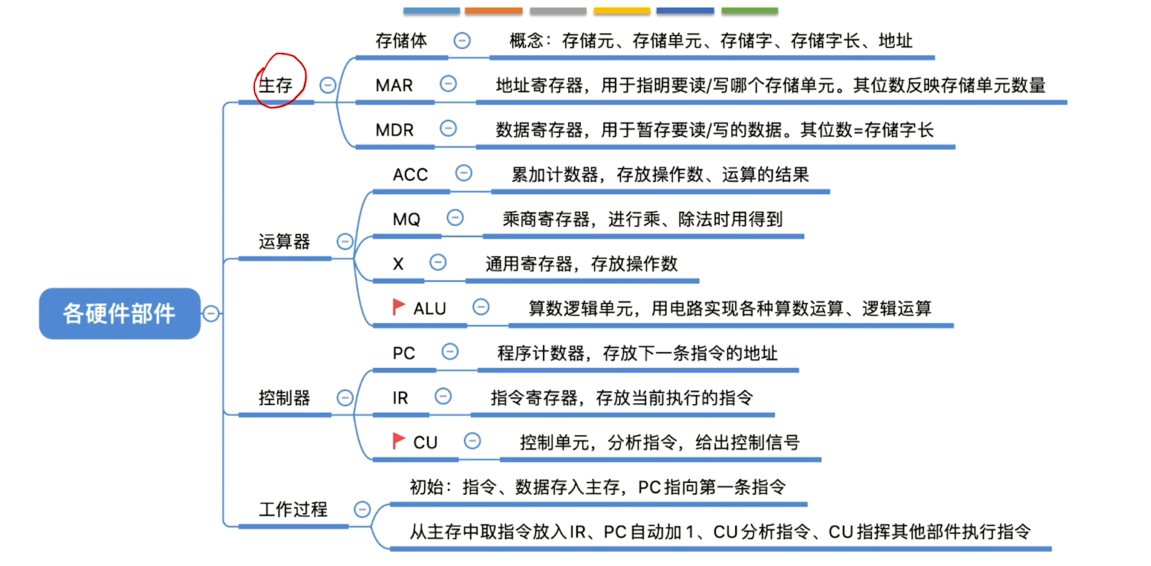 各硬件部件
主存
存储体
概念：存储元、存储单元、存储字、存储字长、地址
MAR
地址寄存器，用于指明要读/写哪个存储单元。其位数反映存储单元数量
MDR
数据寄存器，用于暂存要读/写的数据。其位数=存储字长
运算器
ACC
累加计数器，存放操作数、运算的结果
MQ
乘商寄存器，进行乘、除法时用得到
X
通用寄存器，存放操作数
ALU
算数逻辑单元，用电路实现各种算数运算、逻辑运算
控制器
PC
程序计数器，存放下一条指令的地址
IR
指令寄存器，存放当前执行的指令
CU
控制单元，分析指令，给出控制信号
工作过程
初始：指令、数据存入主存，PC指向第一条指令
从主存中取指令放入IR、PC自动加1、CU分析指令、CU指挥其他部件执行指令